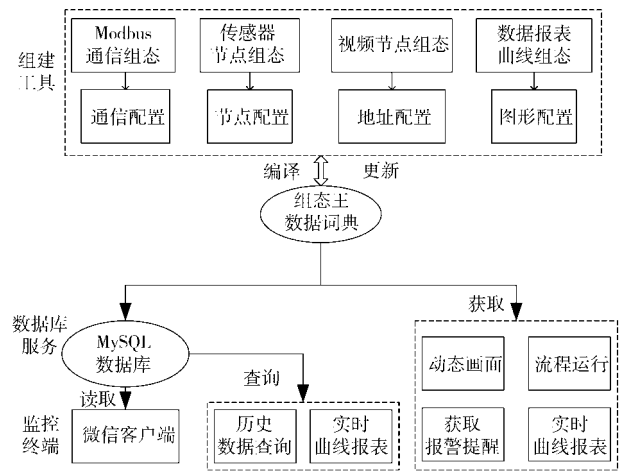 Modbus
通信组态
传感器
节点组态
视频节点组态
数据报表
曲线组态
组建
工具
通信配置
节点配置
地址配置
图形配置
编译
更新
组态王
数据词典
获取
数据库
服务
MySQL
数据库
动态画面
流程运行
查询
读取
监控
终端
微信客户端
历史
数据查询
实时
曲线报表
获取
报警提醒
实时
曲线报表